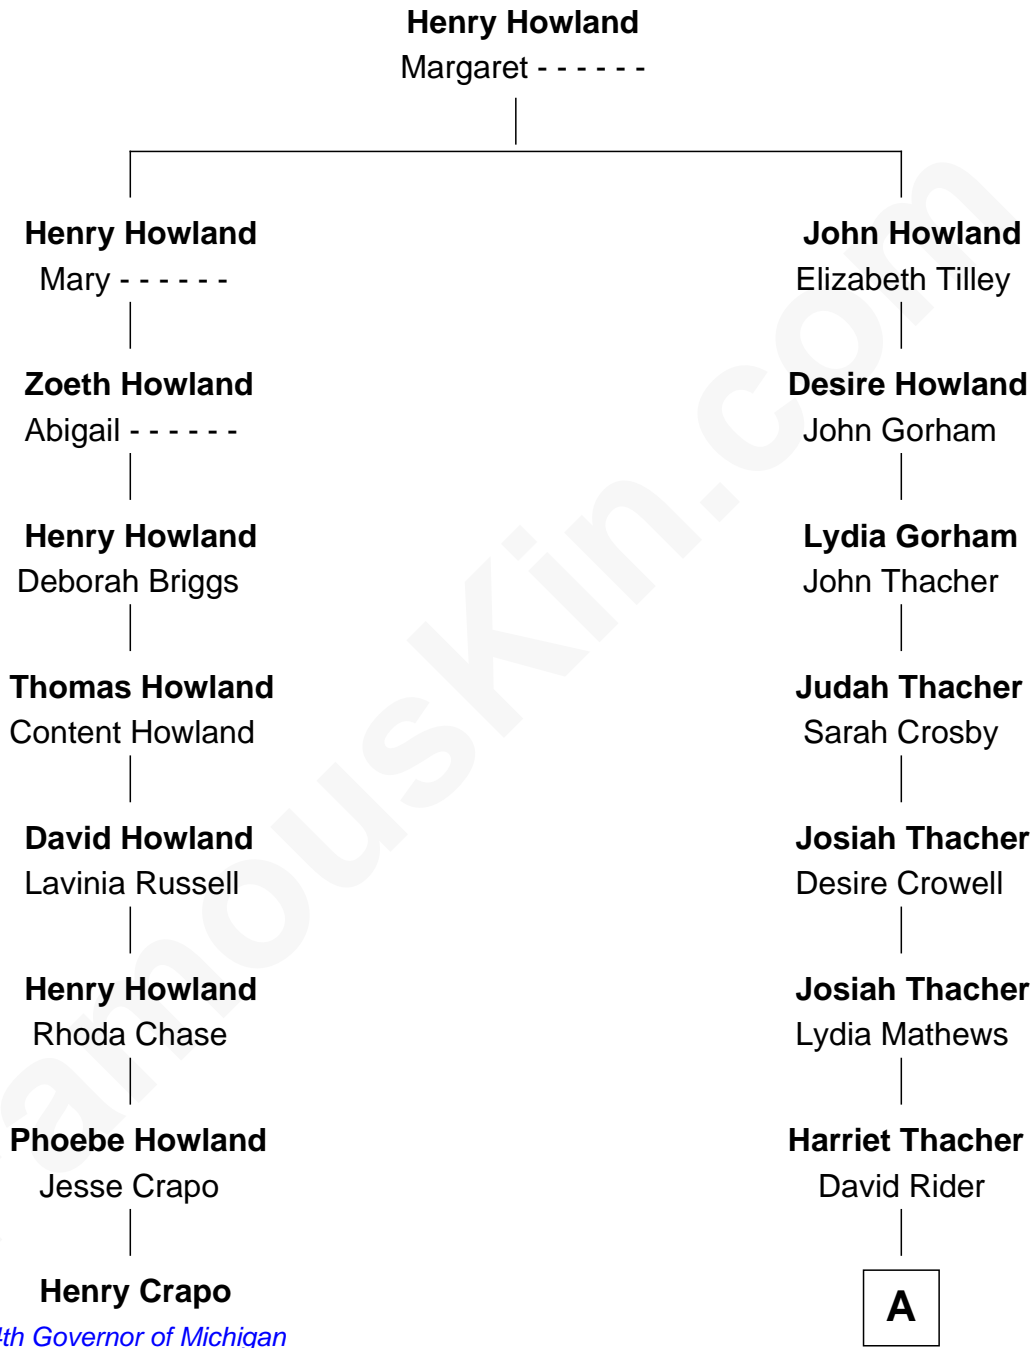 Henry Howland
Margaret - - - - - -
Henry Howland
Mary - - - - - -
John Howland
Elizabeth Tilley
Zoeth Howland
Abigail - - - - - -
Desire Howland
John Gorham
Henry Howland
Deborah Briggs
Lydia Gorham
John Thacher
Thomas Howland
Content Howland
Judah Thacher
Sarah Crosby
David Howland
Lavinia Russell
Josiah Thacher
Desire Crowell
Henry Howland
Rhoda Chase
Josiah Thacher
Lydia Mathews
Phoebe Howland
Jesse Crapo
Harriet Thacher
David Rider
Henry Crapo
4th Governor of Michigan
A
amouskin.com